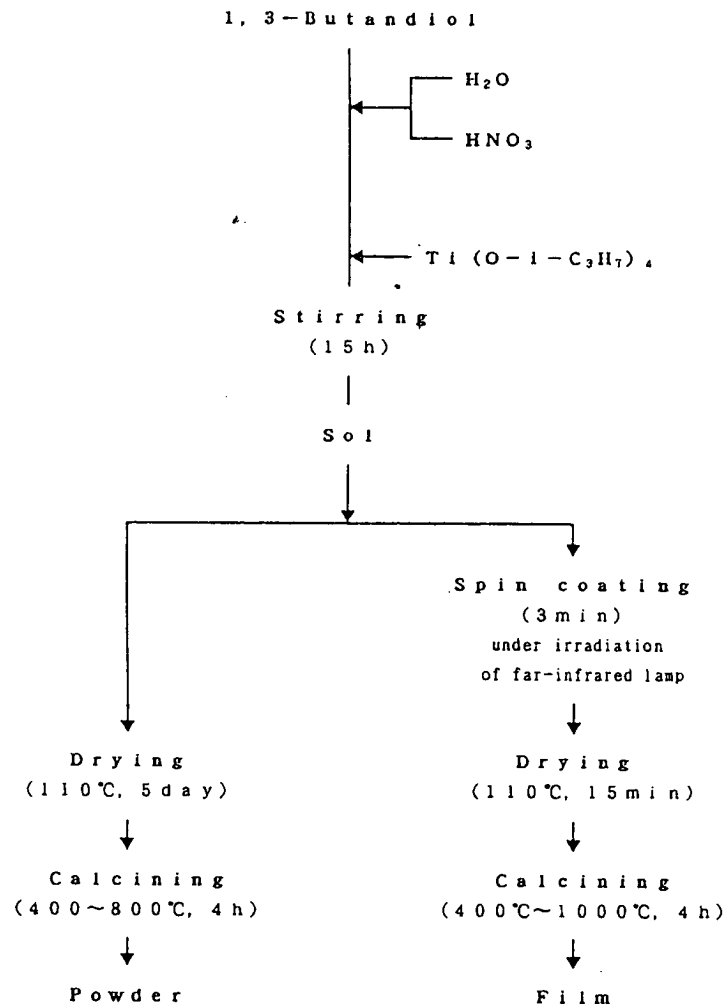 1, 3-Butandiol
H₂O
HNO₃
Ti (O-i-C₃H₇)₄
Stirring
(15h)
Sol
Spin coating
(3min)
under irradiation
of far-infrared lamp
Drying
(110℃, 5day)
Drying
(110℃, 15min)
Calcining
(400~800℃, 4h)
Calcining
(400℃~1000℃, 4h)
Powder
Film